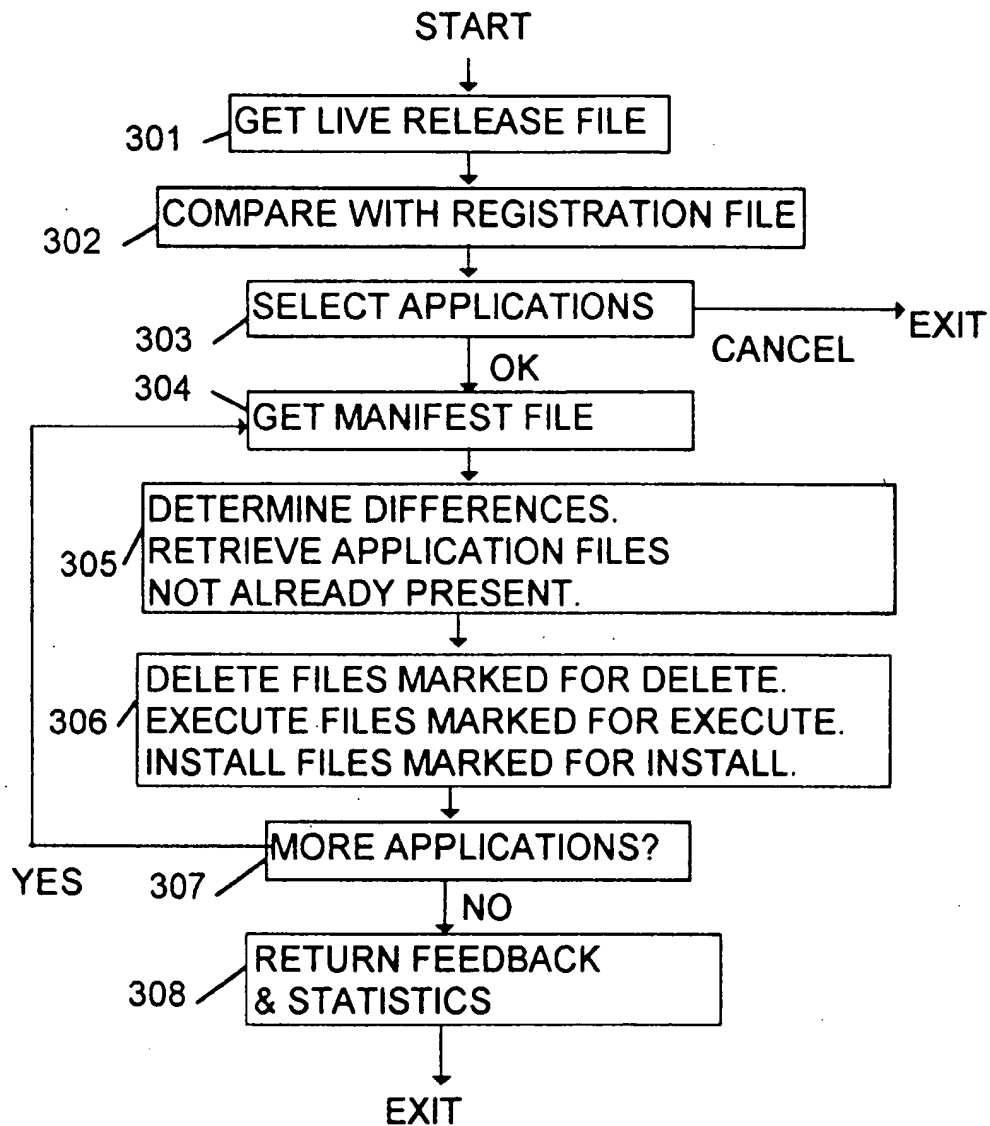 START
301
GET LIVE RELEASE FILE
302
COMPARE WITH REGISTRATION FILE
303
SELECT APPLICATIONS
EXIT
CANCEL
OK
304
GET MANIFEST FILE
305
DETERMINE DIFFERENCES.
RETRIEVE APPLICATION FILES
NOT ALREADY PRESENT.
306
DELETE FILES MARKED FOR DELETE.
EXECUTE FILES MARKED FOR EXECUTE.
INSTALL FILES MARKED FOR INSTALL.
MORE APPLICATIONS?
YES
307
NO
308
RETURN FEEDBACK
& STATISTICS
EXIT